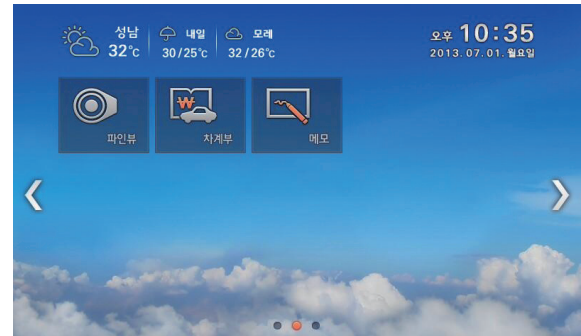 성남
32°c
내일
30/25°c
모레
32/26°c
오후 10:35
2013.07.01.월요일
파인뷰
차계부
메모